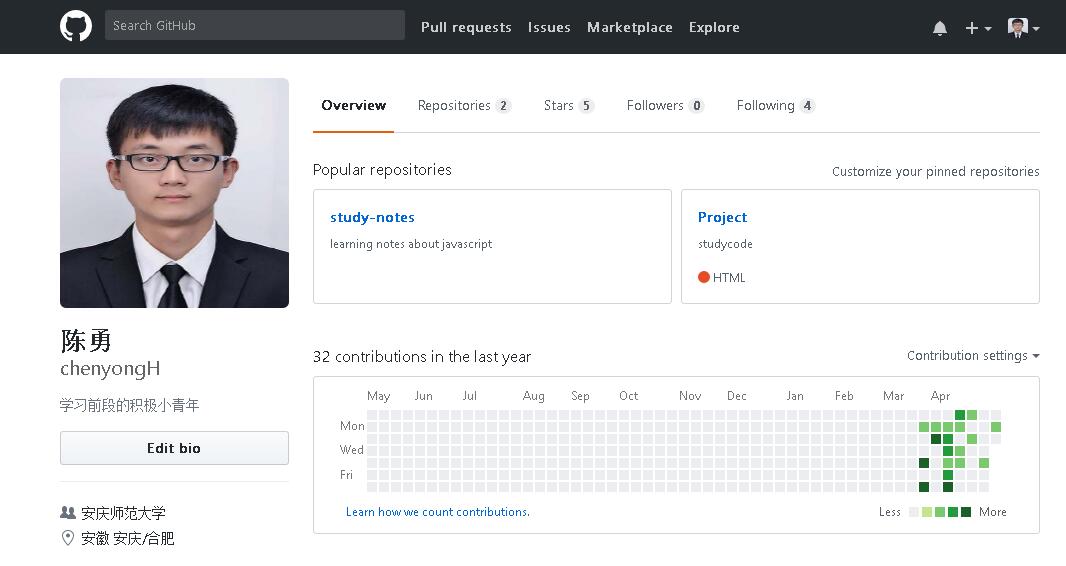 Search GitHub
Pull requests Issues Marketplace Explore
Overview Repositories 2 Stars 5 Followers 0 Following 4
Popular repositories
Customize your pinned repositories
study-notes
learning notes about javascript
Project
studycode
HTML
陈勇
chenyongH
学习前段的积极小青年
Edit bio
安庆师范大学
安徽 安庆/合肥
32 contributions in the last year
Contribution settings
May Jun Jul Aug Sep Oct Nov Dec Jan Feb Mar Apr
Mon
Wed
Fri
Learn how we count contributions.
Less More